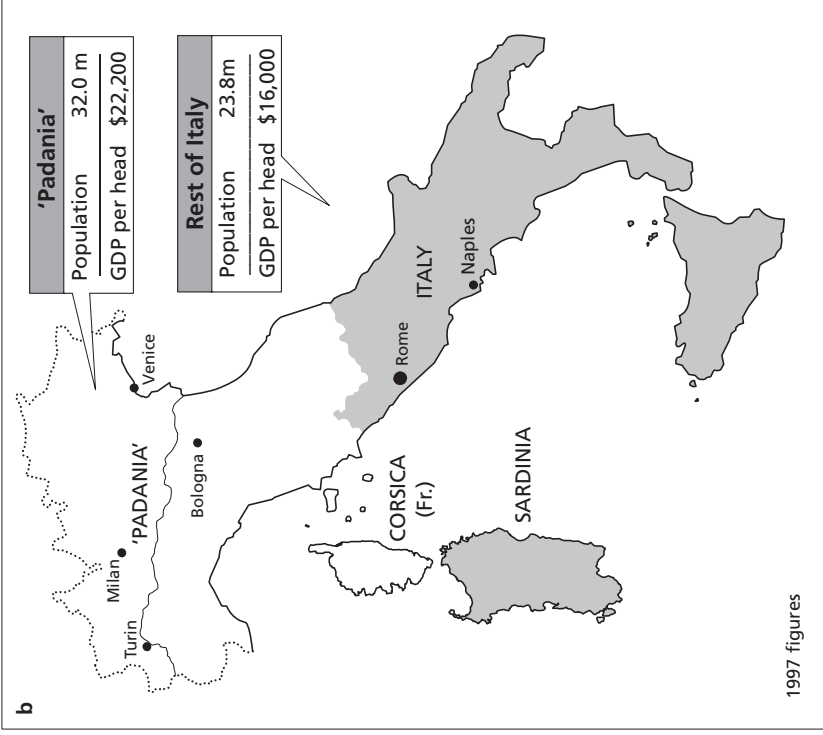 b
'Padania'
Population 32.0 m
GDP per head $22,200
Rest of Italy
Population 23.8m
GDP per head $16,000
Turin
Milan
'PADANIA'
Venice
Bologna
CORSICA
(Fr.)
SARDINIA
Rome
ITALY
Naples
1997 figures